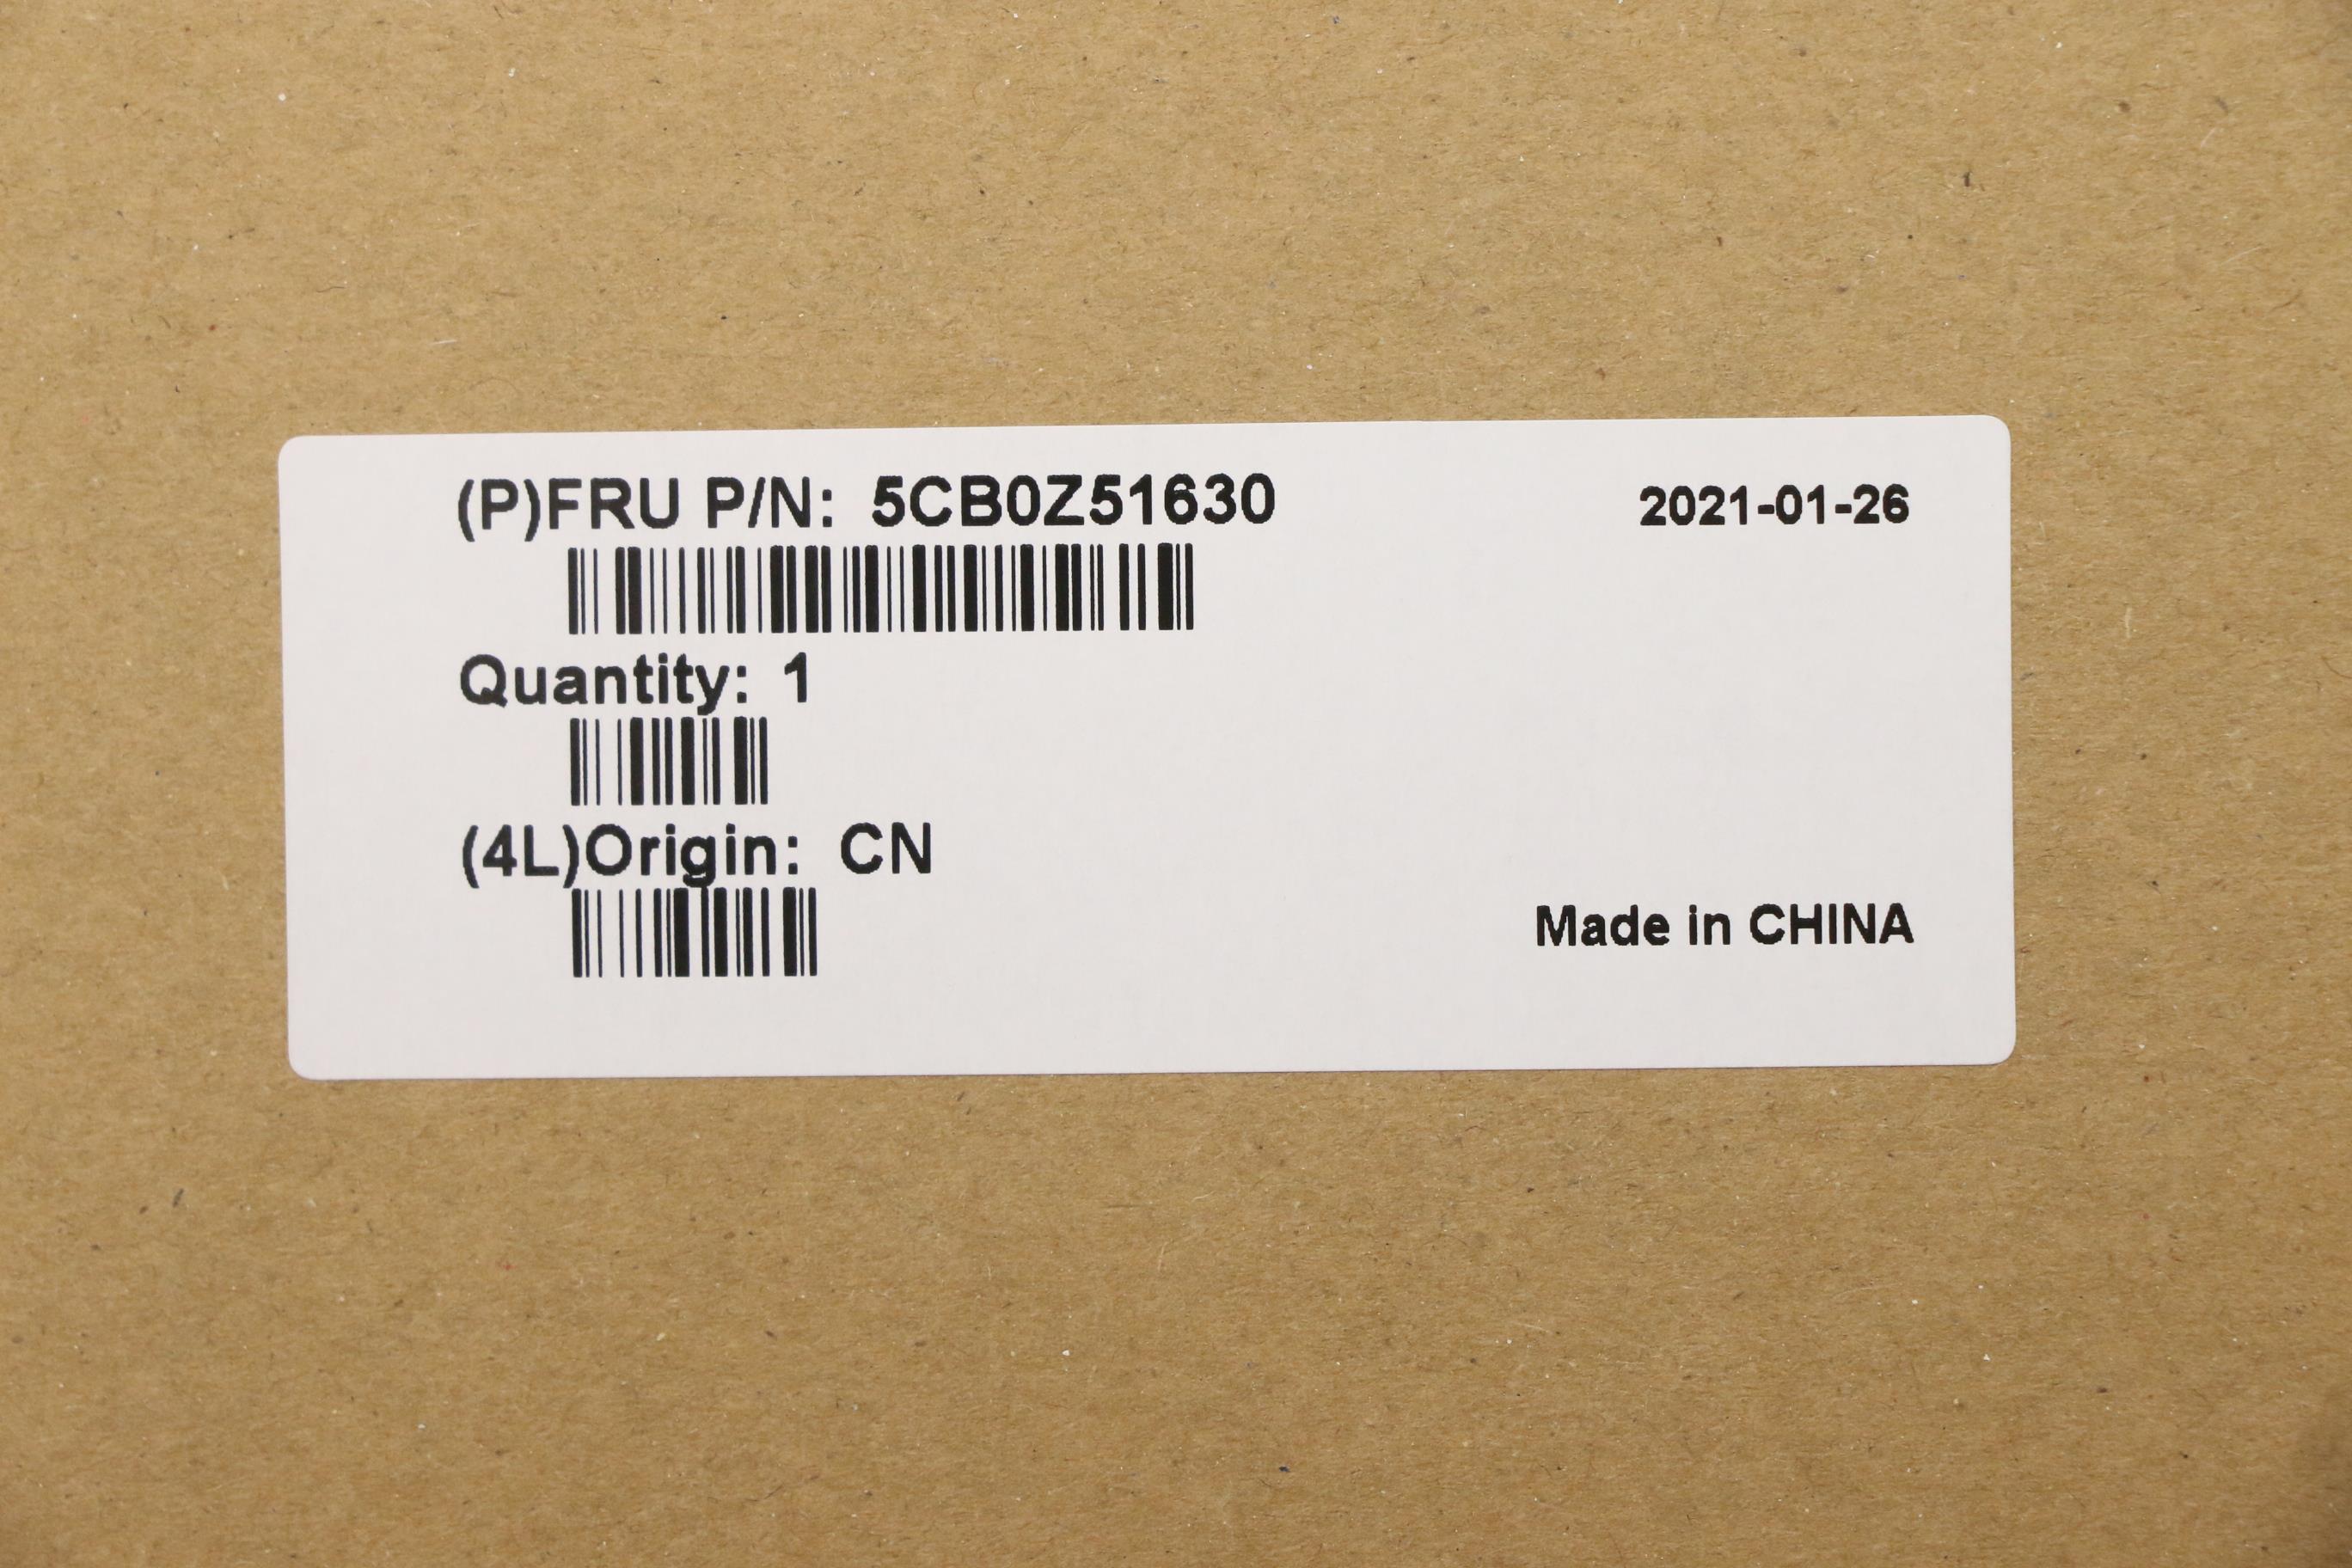 (P)FRU P/N: 5CB0Z51630
2021-01-26
Quantity: 1
(4L)Origin: CN
Made in CHINA